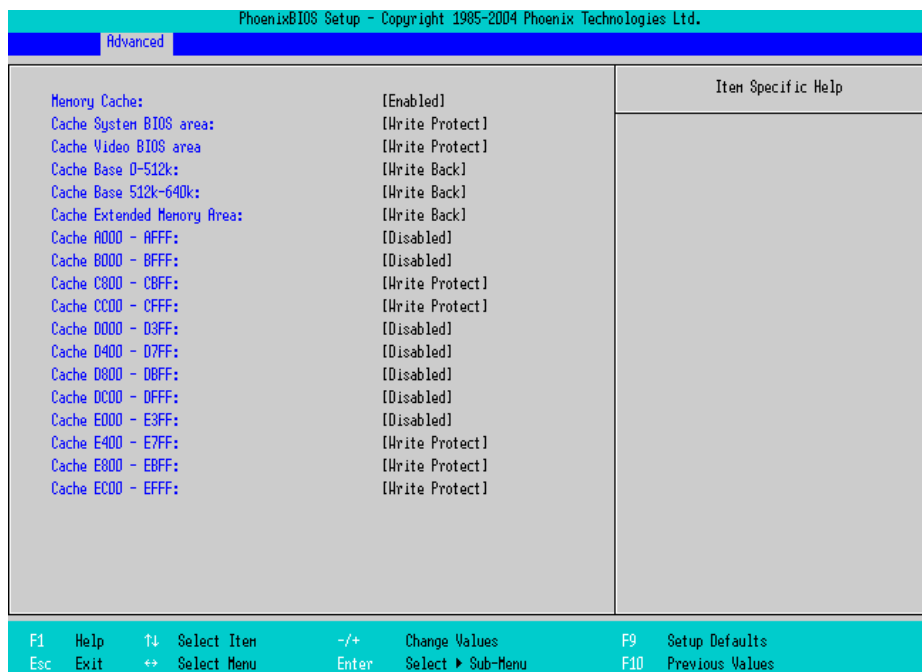 PhoenixBIOS Setup - Copyright 1985-2004 Phoenix Technologies Ltd.
Advanced
Item Specific Help
Memory Cache: [Enabled]
Cache System BIOS area: [Write Protect]
Cache Video BIOS area [Write Protect]
Cache Base 0-512k: [Write Back]
Cache Base 512k-640k: [Write Back]
Cache Extended Memory Area: [Write Back]
Cache A000 - AFFF: [Disabled]
Cache B000 - BFFF: [Disabled]
Cache C800 - CBFF: [Write Protect]
Cache CC00 - CFFF: [Write Protect]
Cache D000 - D3FF: [Disabled]
Cache D400 - D7FF: [Disabled]
Cache D800 - DBFF: [Disabled]
Cache DC00 - DFFF: [Disabled]
Cache E000 - E3FF: [Disabled]
Cache E400 - E7FF: [Write Protect]
Cache E800 - EBFF: [Write Protect]
Cache EC00 - EFFF: [Write Protect]
F1 Help ↑↓ Select Item -/+ Change Values F9 Setup Defaults
Esc Exit ↔ Select Menu Enter Select ▶ Sub-Menu F10 Previous Values